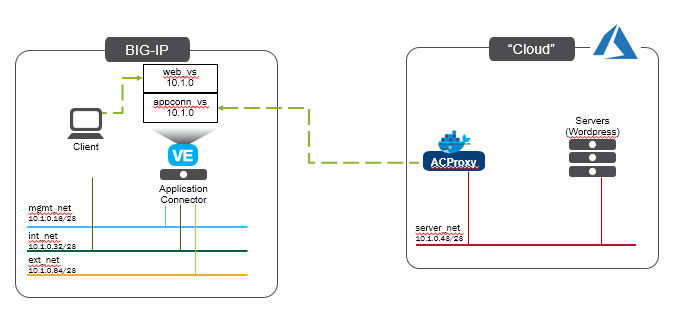 BIG-IP
web_vs
10.1.0
appconn_vs
10.1.0
Client
VE
Application
Connector
mgmt_net
10.1.0.16/28
int_net
10.1.0.32/28
ext_net
10.1.0.64/28
“Cloud”
ACProxy
Servers
(Wordpress)
server_net
10.1.0.48/28